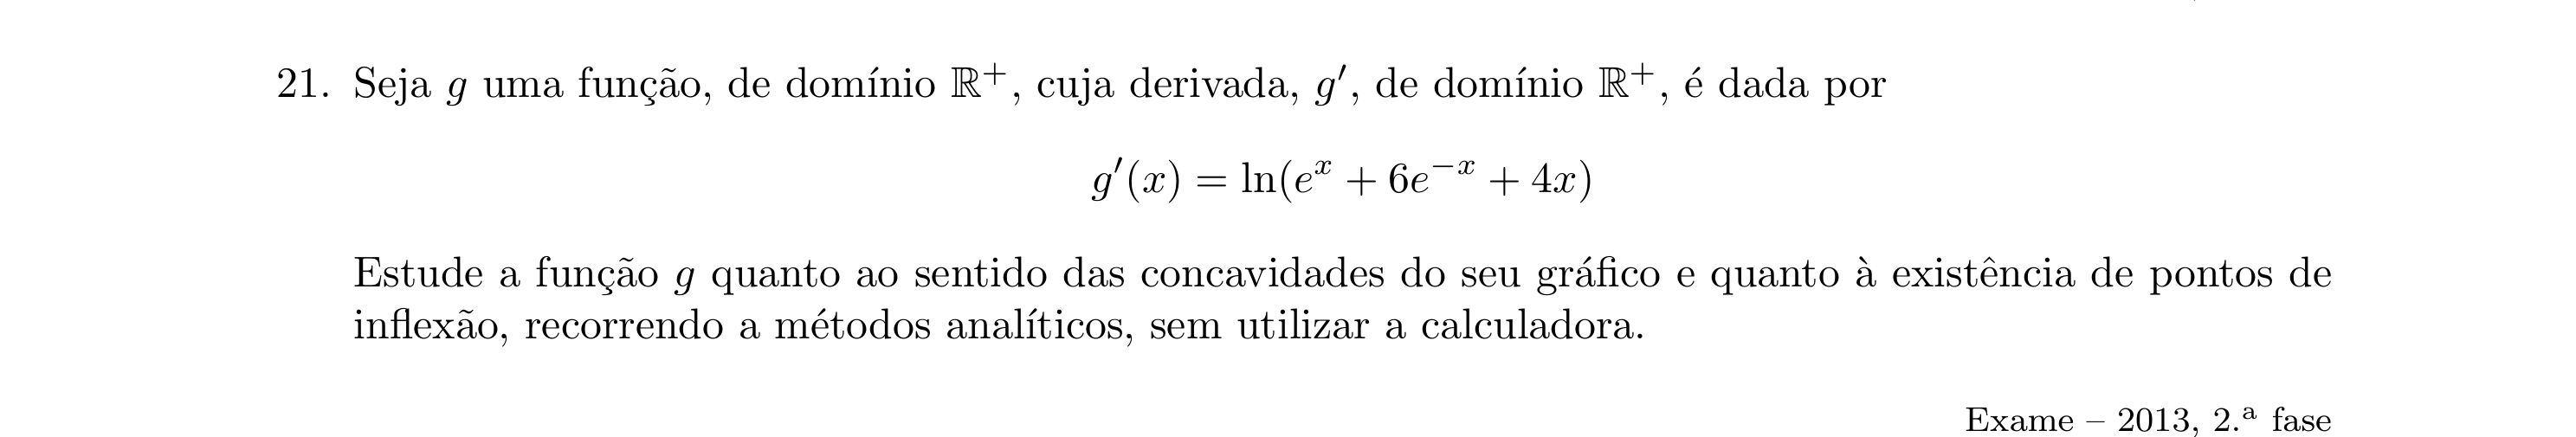 21. Seja g uma função, de domínio ℝ⁺, cuja derivada, g′, de domínio ℝ⁺, é dada por
g′(x) = ln(eˣ + 6e⁻ˣ + 4x)
Estude a função g quanto ao sentido das concavidades do seu gráfico e quanto à existência de pontos de
inflexão, recorrendo a métodos analíticos, sem utilizar a calculadora.
Exame – 2013, 2.ª fase